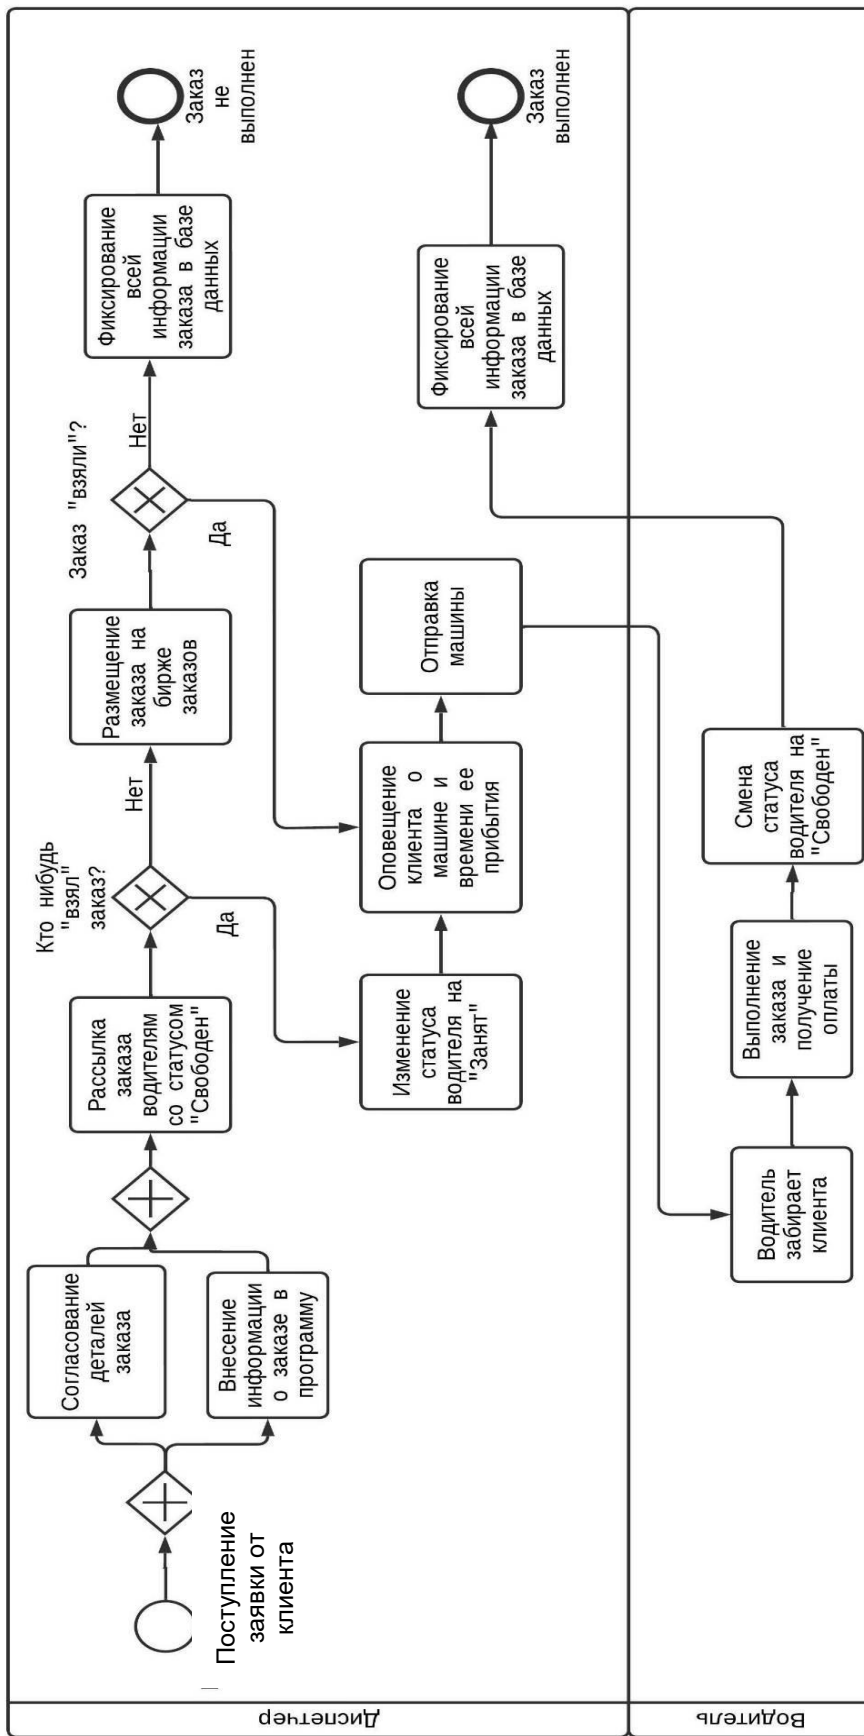 Диспетчер
Поступление
заявки от
клиента
Согласование
деталей
заказа
Внесение
информации
о заказе в
программу
Рассылка
заказа
водителям
со статусом
"Свободен"
Кто нибудь
"взял"
заказ?
Нет
Да
Размещение
заказа на
бирже
заказов
Заказ "взяли"?
Нет
Да
Фиксирование
всей
информации
заказа в базе
данных
Заказ
не
выполнен
Изменение
статуса
водителя на
"Занят"
Оповещение
клиента о
машине и
времени ее
прибытия
Отправка
машины
Фиксирование
всей
информации
заказа в базе
данных
Заказ
выполнен
Водитель
Водитель
забирает
клиента
Выполнение
заказа и
получение
оплаты
Смена
статуса
водителя на
"Свободен"